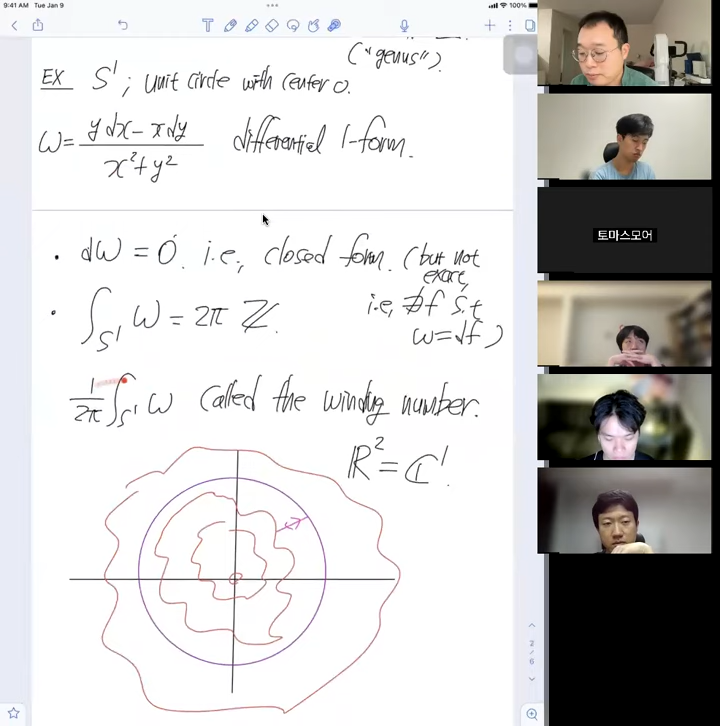 9:41 AM Tue Jan 9
100%
("genus").
EX S¹; unit circle with center 0.
ω = (y dx − x dy)/(x²+y²) differential 1-form.
· dω = 0. i.e., closed form. (but not exact,
i.e, ∄f s.t
ω=df)
· ∫_{S¹} ω = 2π ℤ.
1/2π ∫_{S¹} ω called the windng number.
ℝ² = ℂ¹.
토마스모어
2
/
6